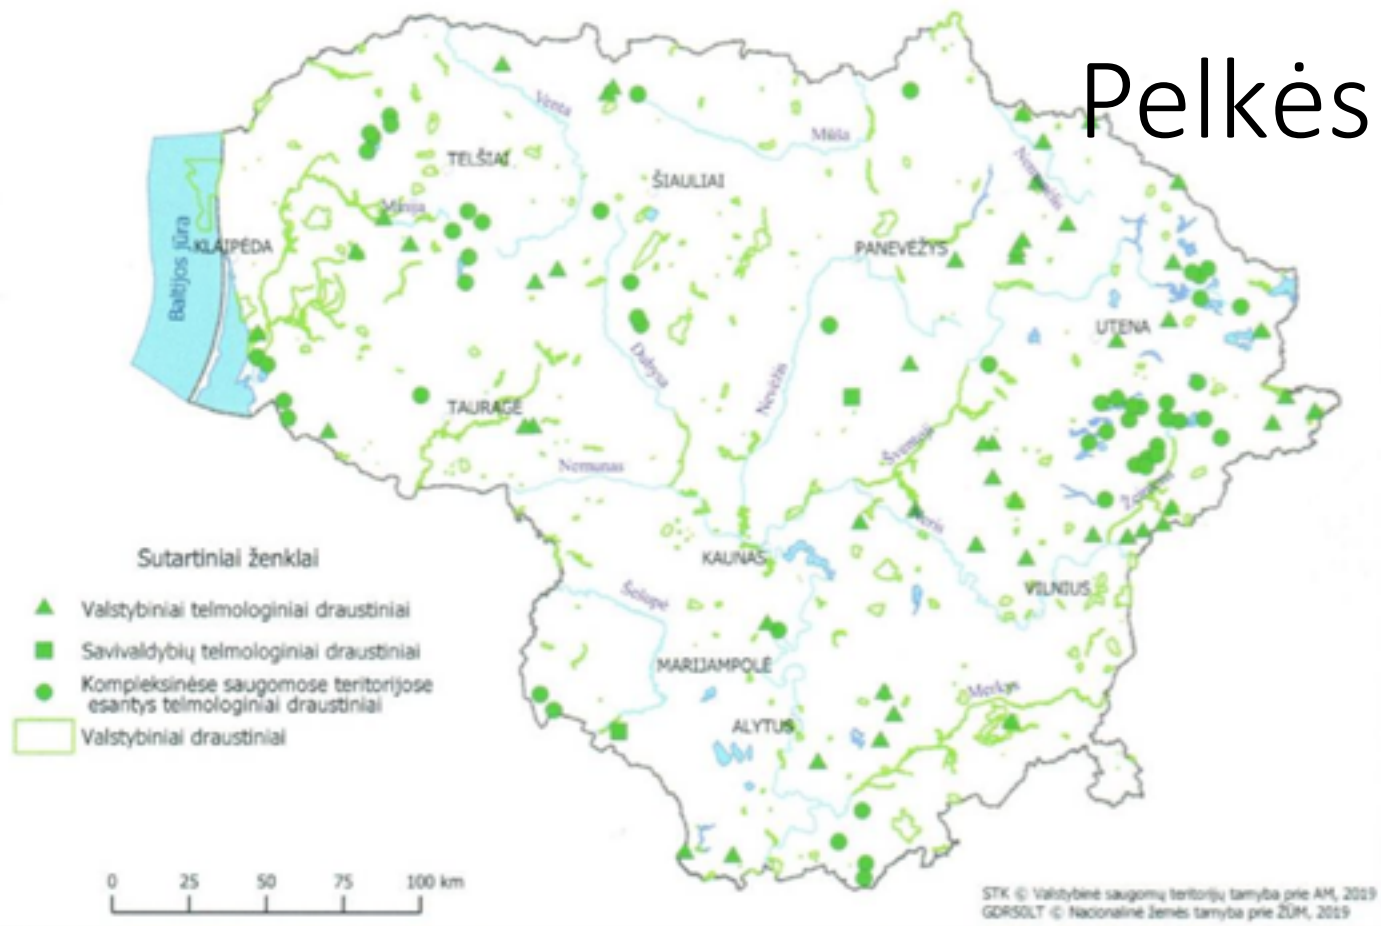 Pelkės
Venta
Mūša
TELŠIAI
ŠIAULIAI
Nemunėlis
Minija
Baltijos jūra
KLAIPĖDA
PANEVĖŽYS
UTENA
Dubysa
Nevėžis
TAURAGĖ
Šventoji
Nemunas
Žeimena
Neris
KAUNAS
VILNIUS
Šešupė
MARIJAMPOLĖ
Merkys
ALYTUS
Sutartiniai ženklai
Valstybiniai telmologiniai draustiniai
Savivaldybių telmologiniai draustiniai
Kompleksinėse saugomose teritorijose
esantys telmologiniai draustiniai
Valstybiniai draustiniai
0 25 50 75 100 km
STK © Valstybinė saugomų teritorijų tarnyba prie AM, 2019
GDR50LT © Nacionalinė žemės tarnyba prie ŽŪM, 2019